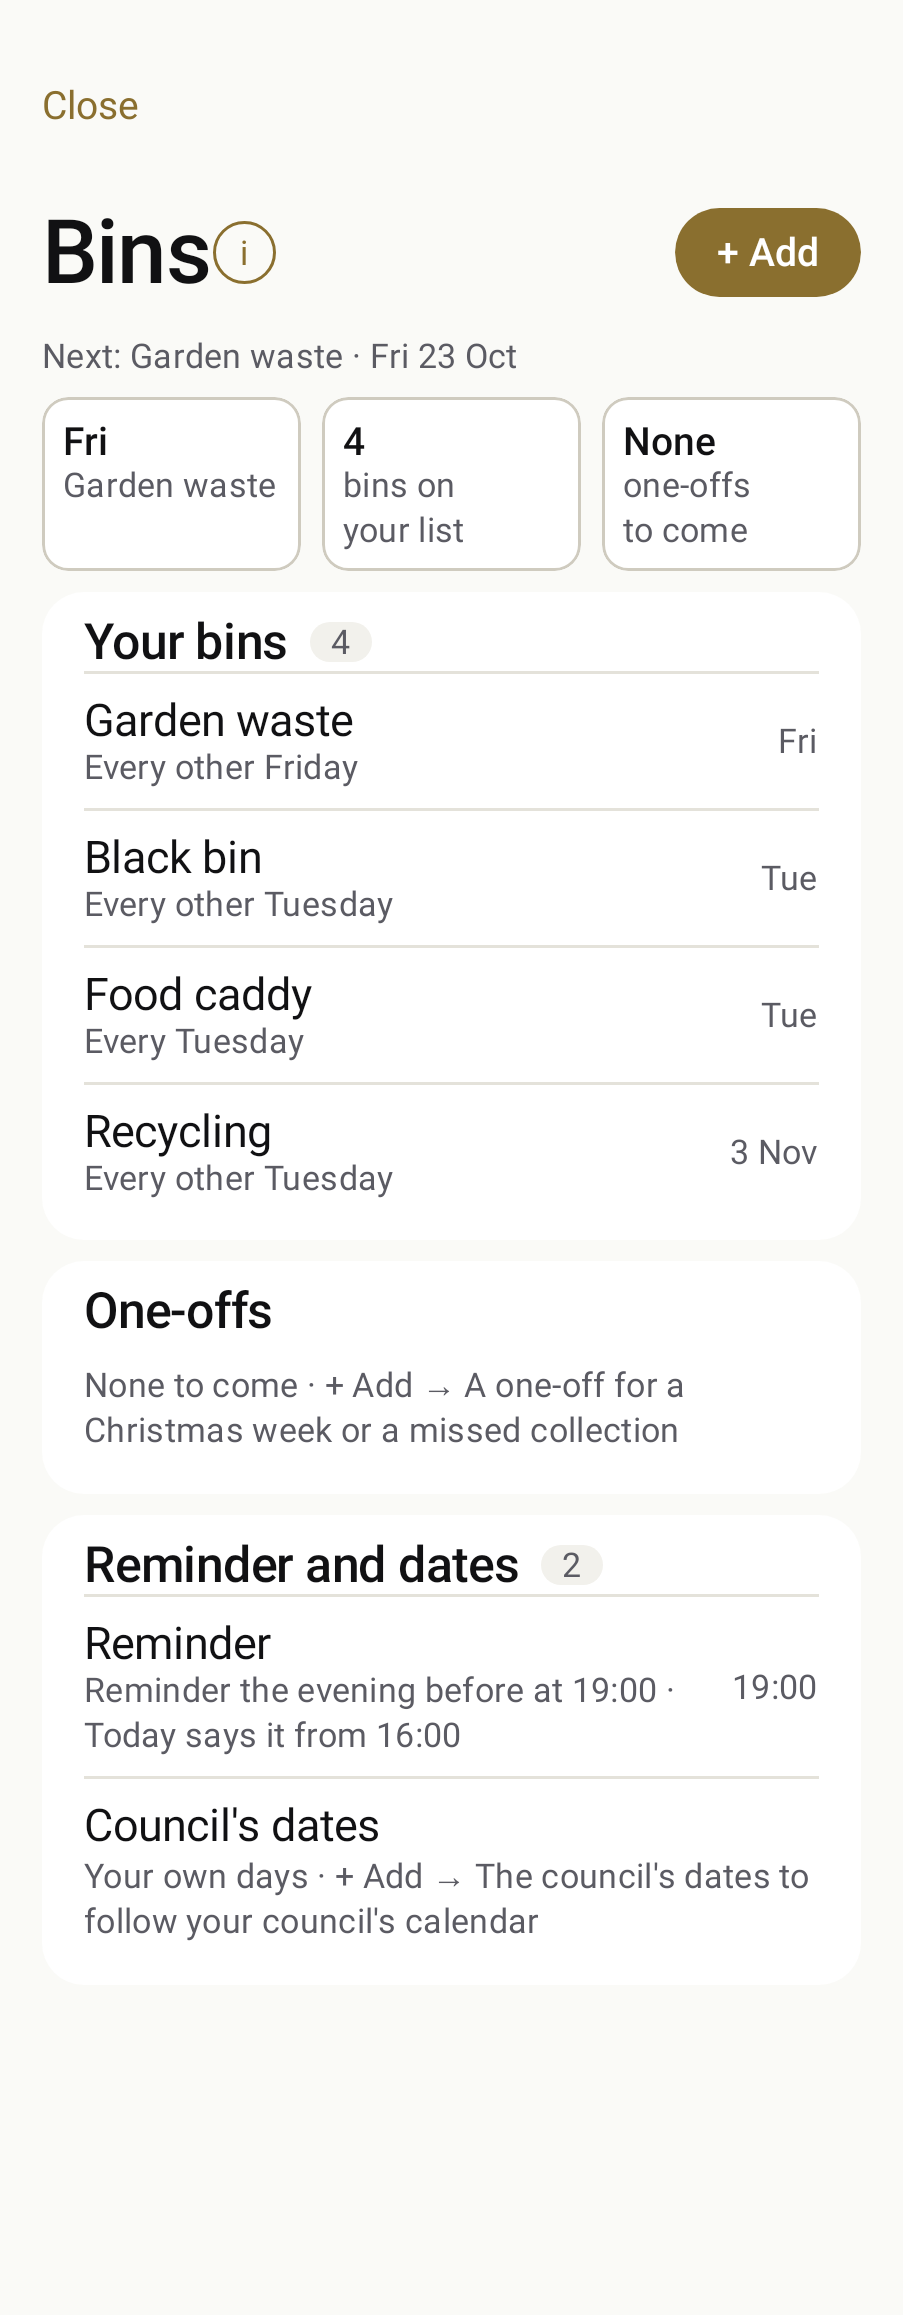 Close
Bins i
+ Add
Next: Garden waste · Fri 23 Oct
Fri
Garden waste
4
bins on
your list
None
one-offs
to come
Your bins 4
Garden waste
Every other Friday
Fri
Black bin
Every other Tuesday
Tue
Food caddy
Every Tuesday
Tue
Recycling
Every other Tuesday
3 Nov
One-offs
None to come · + Add → A one-off for a
Christmas week or a missed collection
Reminder and dates 2
Reminder
Reminder the evening before at 19:00 ·
Today says it from 16:00
19:00
Council's dates
Your own days · + Add → The council's dates to
follow your council's calendar